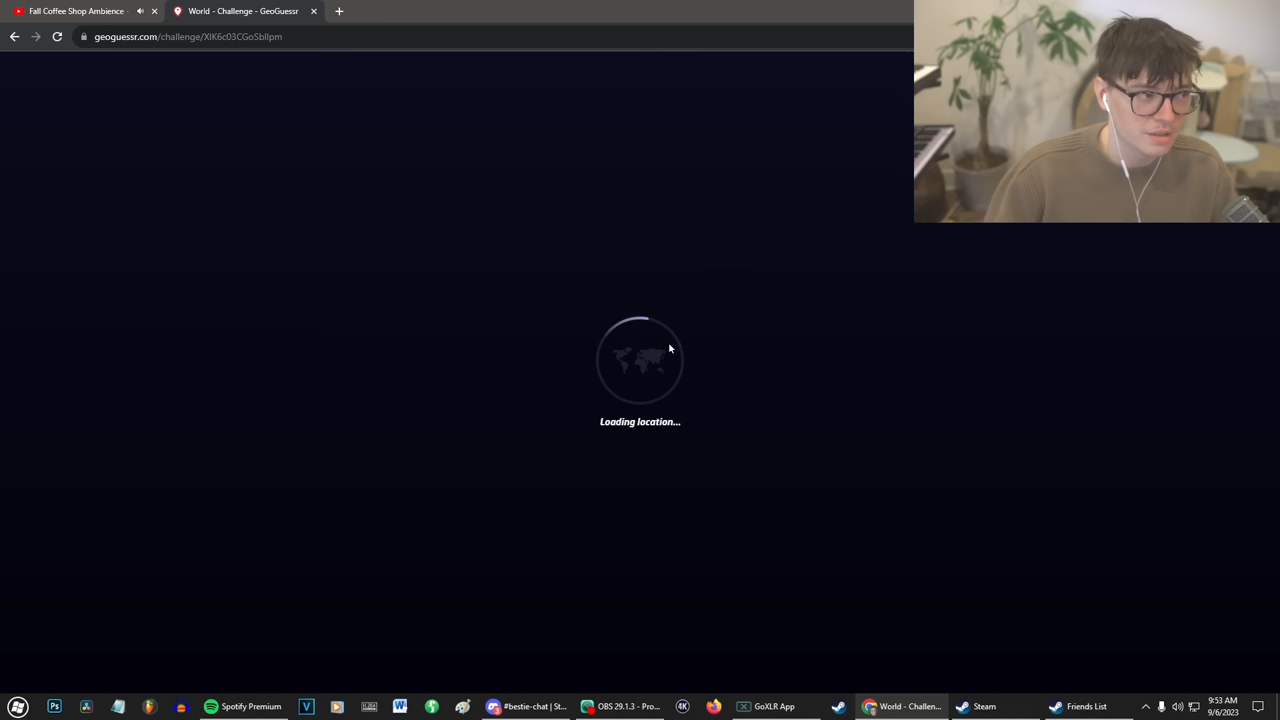 Fall Coffee Shop Ambience
World - Challenge - GeoGuessr
geoguessr.com/challenge/
Loading location...
Spotify Premium
#bestie-chat | St...
OBS 29.1.3 - Pro...
4K
GoXLR App
World - Challen...
Steam
Friends List
9:53 AM
9/6/2023